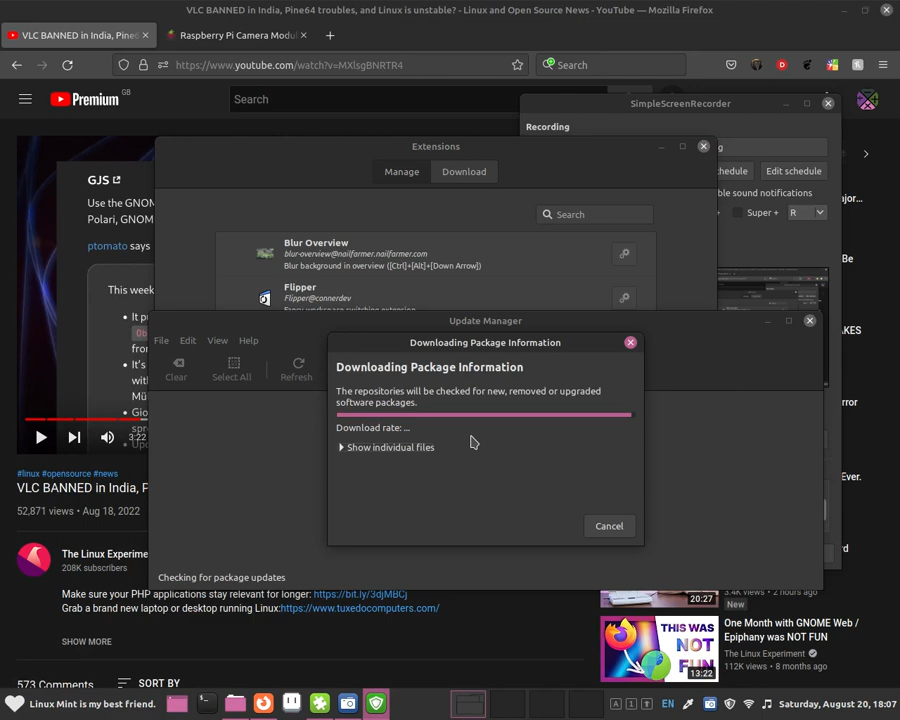 VLC BANNED in India, Pine64 troubles, and Linux is unstable? - Linux and Open Source News - YouTube — Mozilla Firefox
VLC BANNED in India, Pine6
Raspberry Pi Camera Modul
https://www.youtube.com/watch?v=MXlsgBNRTR4
Search
Premium GB
Search
SimpleScreenRecorder
Recording
Extensions
Manage
Download
Edit schedule
Super +
R
Search
GJS
Use the GNOM
Polari, GNOM
ptomato says
This week
It p
Ob
from
It's
with
Mü
Gio
Blur Overview
blur-overview@nailfarmer.nailfarmer.com
Blur background in overview ([Ctrl]+[Alt]+[Down Arrow])
Flipper
Flipper@connerdev
Update Manager
File
Edit
View
Help
Clear
Select All
Refresh
Downloading Package Information
Downloading Package Information
The repositories will be checked for new, removed or upgraded
software packages.
Download rate: ...
Show individual files
Cancel
Checking for package updates
3:22
#linux #opensource #news
VLC BANNED in India, P
52,871 views • Aug 18, 2022
The Linux Experime
208K subscribers
Make sure your PHP applications stay relevant for longer: https://bit.ly/3djMBCj
Grab a brand new laptop or desktop running Linux:https://www.tuxedocomputers.com/
SHOW MORE
573 Comments
SORT BY
20:27
New
THIS WAS
NOT
FUN
13:22
One Month with GNOME Web /
Epiphany was NOT FUN
The Linux Experiment
112K views • 8 months ago
Linux Mint is my best friend.
EN
Saturday, August 20, 18:07